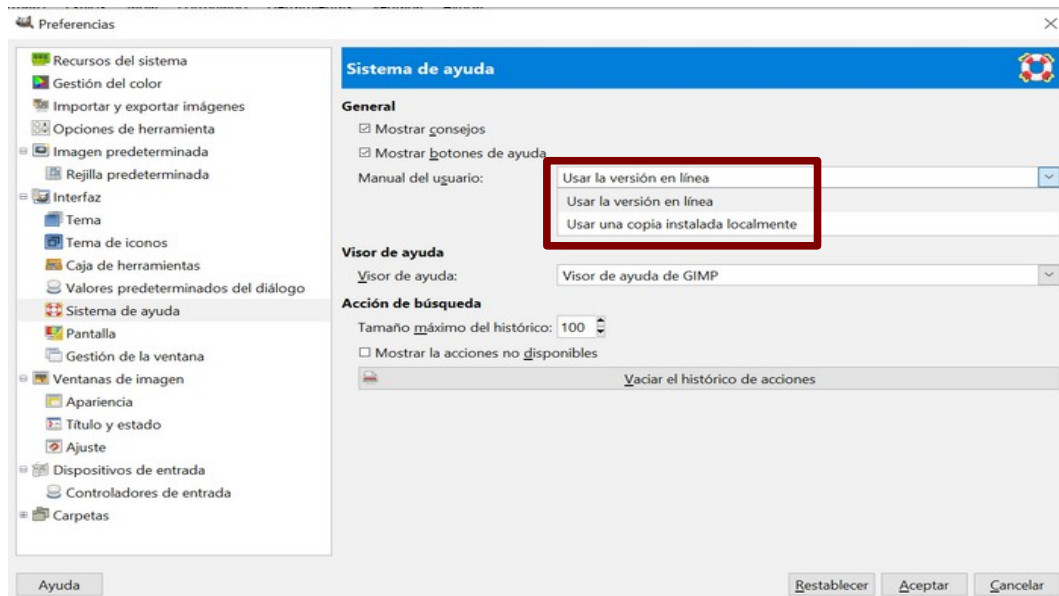 Preferencias
Recursos del sistema
Gestión del color
Importar y exportar imágenes
Opciones de herramienta
Imagen predeterminada
Rejilla predeterminada
Interfaz
Tema
Tema de iconos
Caja de herramientas
Valores predeterminados del diálogo
Sistema de ayuda
Pantalla
Gestión de la ventana
Ventanas de imagen
Apariencia
Título y estado
Ajuste
Dispositivos de entrada
Controladores de entrada
Carpetas
Sistema de ayuda
General
Mostrar consejos
Mostrar botones de ayuda
Manual del usuario: Usar la versión en línea
Usar la versión en línea
Usar una copia instalada localmente
Visor de ayuda
Visor de ayuda: Visor de ayuda de GIMP
Acción de búsqueda
Tamaño máximo del histórico: 100
Mostrar la acciones no disponibles
Vaciar el histórico de acciones
Ayuda Restablecer Aceptar Cancelar